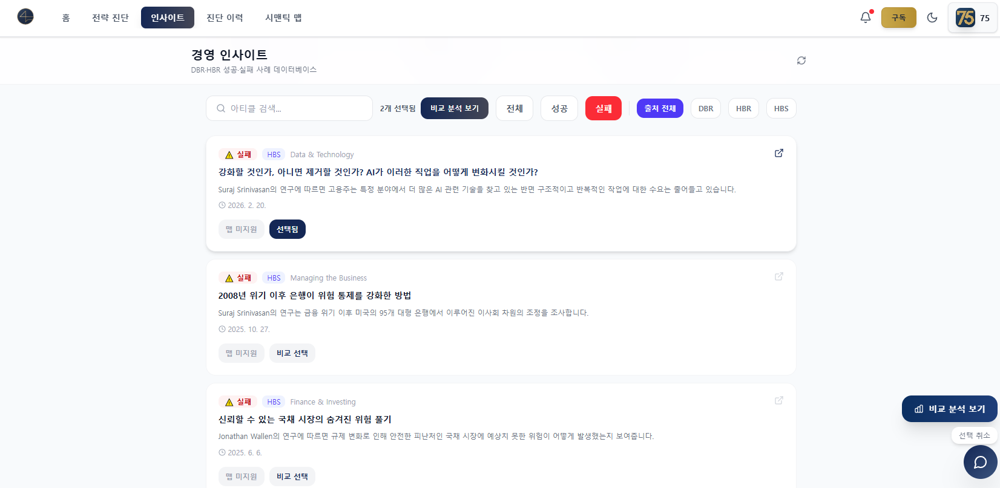 홈 전략 진단 인사이트 진단 이력 시맨틱 맵 구독 75 75
경영 인사이트
DBR·HBR 성공·실패 사례 데이터베이스
아티클 검색... 2개 선택됨 비교 분석 보기 전체 성공 실패 출처 전체 DBR HBR HBS
실패 HBS Data & Technology
강화할 것인가, 아니면 제거할 것인가? AI가 이러한 직업을 어떻게 변화시킬 것인가?
Suraj Srinivasan의 연구에 따르면 고용주는 특정 분야에서 더 많은 AI 관련 기술을 찾고 있는 반면 구조적이고 반복적인 작업에 대한 수요는 줄어들고 있습니다.
2026. 2. 20.
맵 미지원 선택됨
실패 HBS Managing the Business
2008년 위기 이후 은행이 위험 통제를 강화한 방법
Suraj Srinivasan의 연구는 금융 위기 이후 미국의 95개 대형 은행에서 이루어진 이사회 차원의 조정을 조사합니다.
2025. 10. 27.
맵 미지원 비교 선택
실패 HBS Finance & Investing
신뢰할 수 있는 국채 시장의 숨겨진 위험 풀기
Jonathan Wallen의 연구에 따르면 규제 변화로 인해 안전한 피난처인 국채 시장에 예상치 못한 위험이 어떻게 발생했는지 보여줍니다.
2025. 6. 6.
맵 미지원 비교 선택
비교 분석 보기
선택 취소